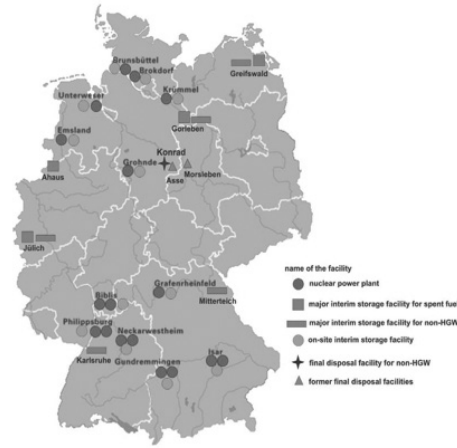 Brunsbüttel
Brokdorf
Greifswald
Unterweser
Krümmel
Emsland
Gorleben
Konrad
Grohnde
Ahaus
Asse
Morsleben
Jülich
name of the facility
nuclear power plant
Grafenrheinfeld
Biblis
Mitterteich
major interim storage facility for spent fuel
major interim storage facility for non-HGW
Philippsburg
Neckarwestheim
on-site interim storage facility
Karlsruhe
Gundremmingen
Isar
final disposal facility for non-HGW
former final disposal facilities